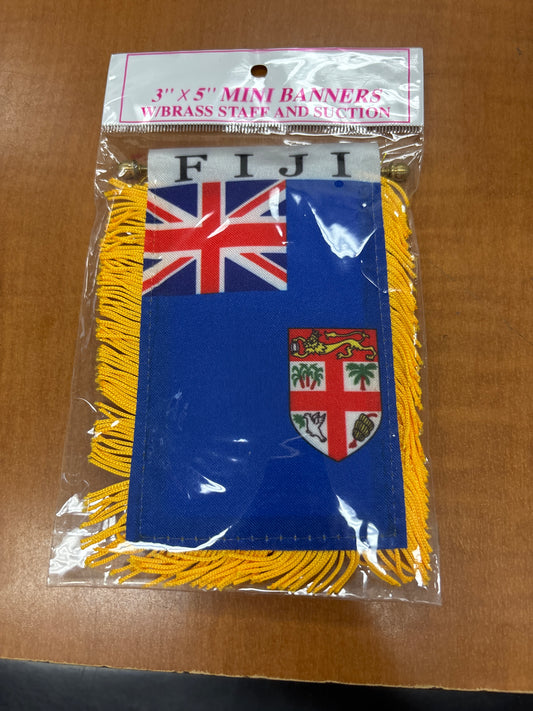 3" X 5" MINI BANNERS
W/BRASS STAFF AND SUCTION
FIJI